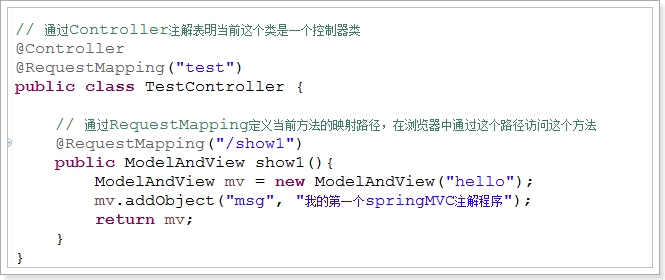 // 通过Controller注解表明当前这个类是一个控制器类
@Controller
@RequestMapping("test")
public class TestController {
// 通过RequestMapping定义当前方法的映射路径，在浏览器中通过这个路径访问这个方法
@RequestMapping("/show1")
public ModelAndView show1(){
ModelAndView mv = new ModelAndView("hello");
mv.addObject("msg", "我的第一个springMVC注解程序");
return mv;
}
}